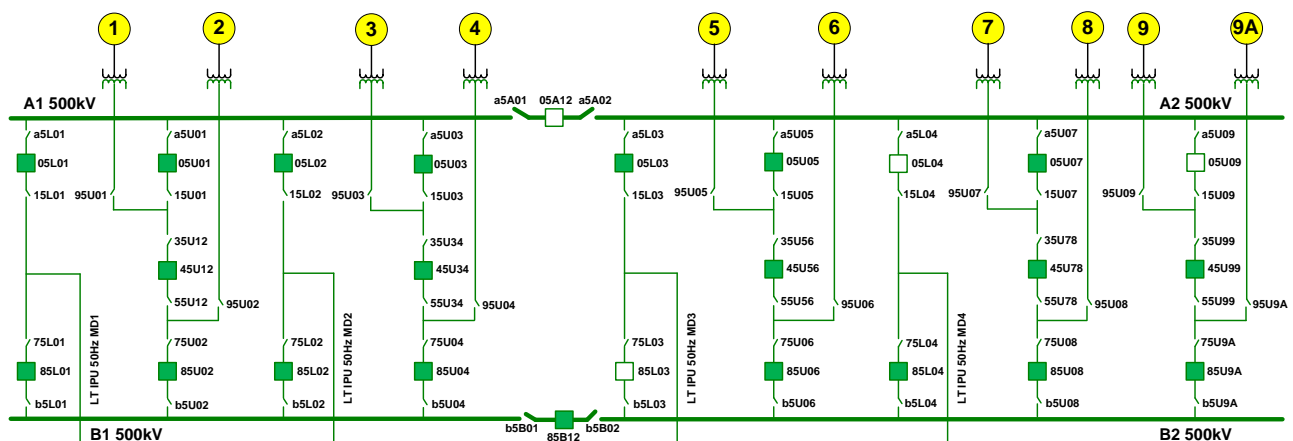 1 2 3 4 5 6 7 8 9 9A
A1 500kV a5A01 05A12 a5A02 A2 500kV
a5L01 a5U01 a5L02 a5U03 a5L03 a5U05 a5L04 a5U07 a5U09
05L01 05U01 05L02 05U03 05L03 05U05 05L04 05U07 05U09
15L01 95U01 15U01 15L02 95U03 15U03 15L03 95U05 15U05 15L04 95U07 15U07 95U09 15U09
35U12 35U34 35U56 35U78 35U99
45U12 45U34 45U56 45U78 45U99
55U12 95U02 55U34 95U04 55U56 95U06 55U78 95U08 55U99 95U9A
LT IPU 50Hz MD1
LT IPU 50Hz MD2
LT IPU 50Hz MD3
LT IPU 50Hz MD4
75L01 75U02 75L02 75U04 75L03 75U06 75L04 75U08 75U9A
85L01 85U02 85L02 85U04 85L03 85U06 85L04 85U08 85U9A
b5L01 b5U02 b5L02 b5U04 b5L03 b5U06 b5L04 b5U08 b5U9A
B1 500kV b5B01 85B12 b5B02 B2 500kV